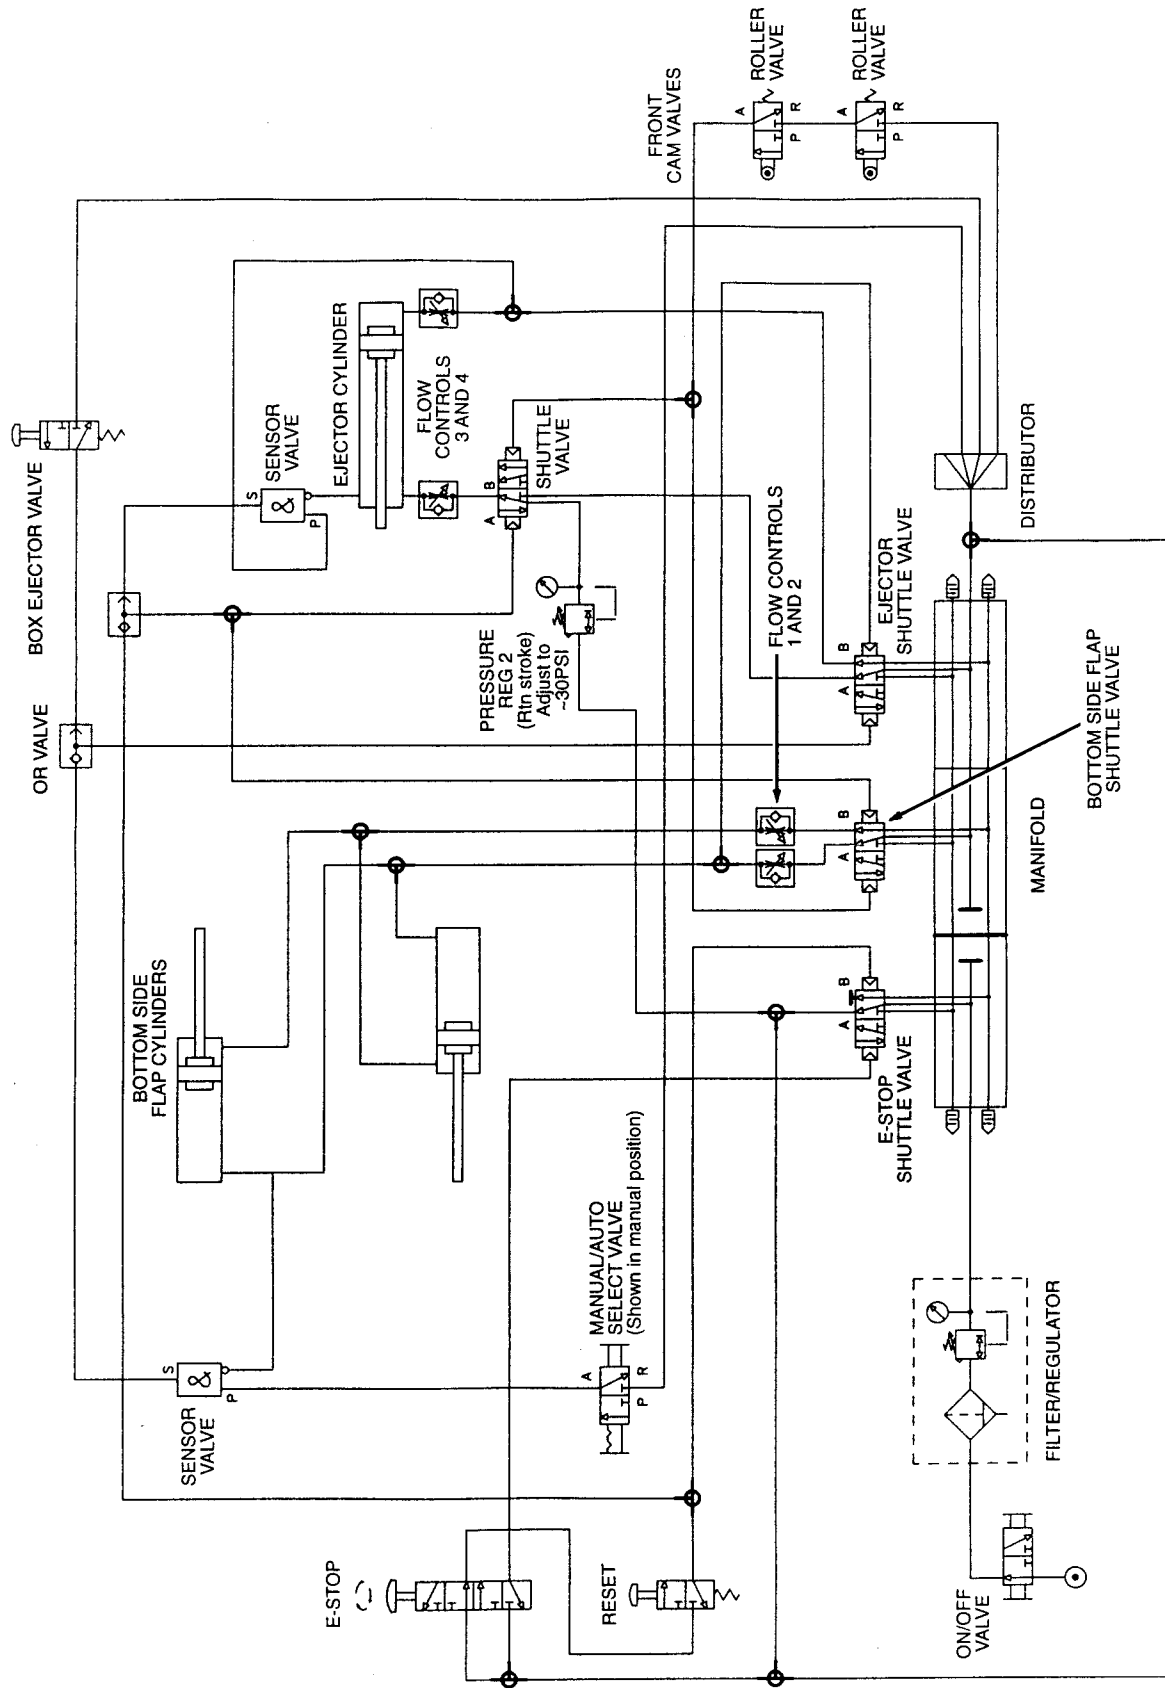 OR VALVE
BOX EJECTOR VALVE
BOTTOM SIDE
FLAP CYLINDERS
SENSOR
VALVE
S
P
&
SENSOR
VALVE
S
P
&
E-STOP
EJECTOR CYLINDER
FLOW
CONTROLS
3 AND 4
A
B
SHUTTLE
VALVE
PRESSURE
REG 2
(Rtn stroke)
Adjust to
~30PSI
RESET
MANUAL/AUTO
SELECT VALVE
(Shown in manual position)
A
P
R
FRONT
CAM VALVES
A
P
R
ROLLER
VALVE
A
P
R
ROLLER
VALVE
FLOW CONTROLS
1 AND 2
A
B
E-STOP
SHUTTLE VALVE
A
B
A
B
EJECTOR
SHUTTLE VALVE
ON/OFF
VALVE
FILTER/REGULATOR
MANIFOLD
BOTTOM SIDE FLAP
SHUTTLE VALVE
DISTRIBUTOR